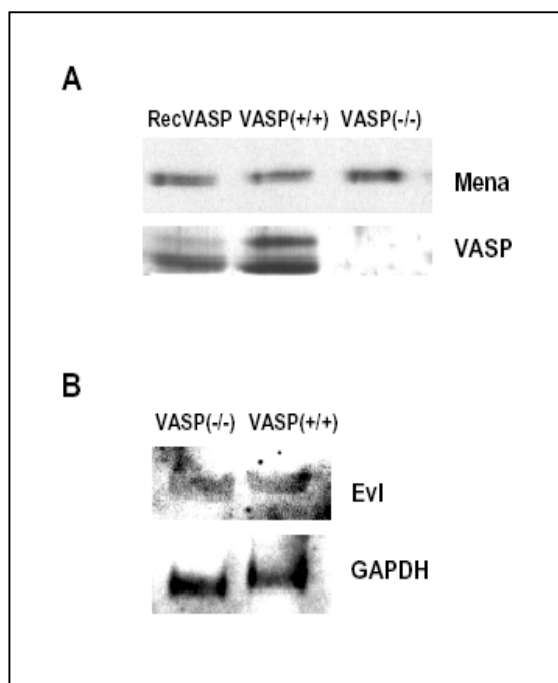 A
RecVASP VASP(+/+) VASP(-/-)
Mena
VASP
B
VASP(-/-) VASP(+/+)
Evl
GAPDH